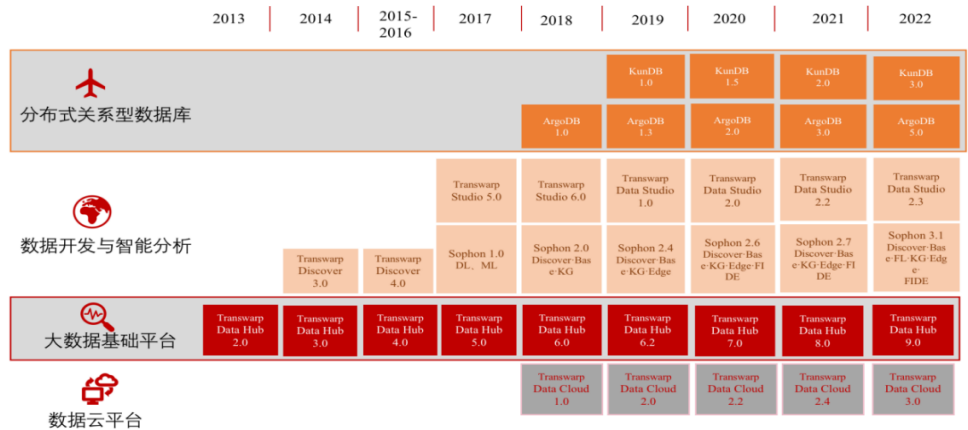 2013
2014
2015-
2016
2017
2018
2019
2020
2021
2022
分布式关系型数据库
KunDB
1.0
KunDB
1.5
KunDB
2.0
KunDB
3.0
ArgoDB
1.0
ArgoDB
1.3
ArgoDB
2.0
ArgoDB
3.0
ArgoDB
5.0
数据开发与智能分析
Transwarp
Studio 5.0
Transwarp
Studio 6.0
Transwarp
Data Studio
1.0
Transwarp
Data Studio
2.0
Transwarp
Data Studio
2.2
Transwarp
Data Studio
2.3
Transwarp
Discover
3.0
Transwarp
Discover
4.0
Sophon 1.0
DL、ML
Sophon 2.0
Discover·Bas
e·KG
Sophon 2.4
Discover·Bas
e·KG·Edge
Sophon 2.6
Discover·Bas
e·KG·Edge·FI
DE
Sophon 2.7
Discover·Bas
e·KG·Edge·FI
DE
Sophon 3.1
Discover·Bas
e·FL·KG·Edg
e·
FIDE
大数据基础平台
Transwarp
Data Hub
2.0
Transwarp
Data Hub
3.0
Transwarp
Data Hub
4.0
Transwarp
Data Hub
5.0
Transwarp
Data Hub
6.0
Transwarp
Data Hub
6.2
Transwarp
Data Hub
7.0
Transwarp
Data Hub
8.0
Transwarp
Data Hub
9.0
数据云平台
Transwarp
Data Cloud
1.0
Transwarp
Data Cloud
2.0
Transwarp
Data Cloud
2.2
Transwarp
Data Cloud
2.4
Transwarp
Data Cloud
3.0